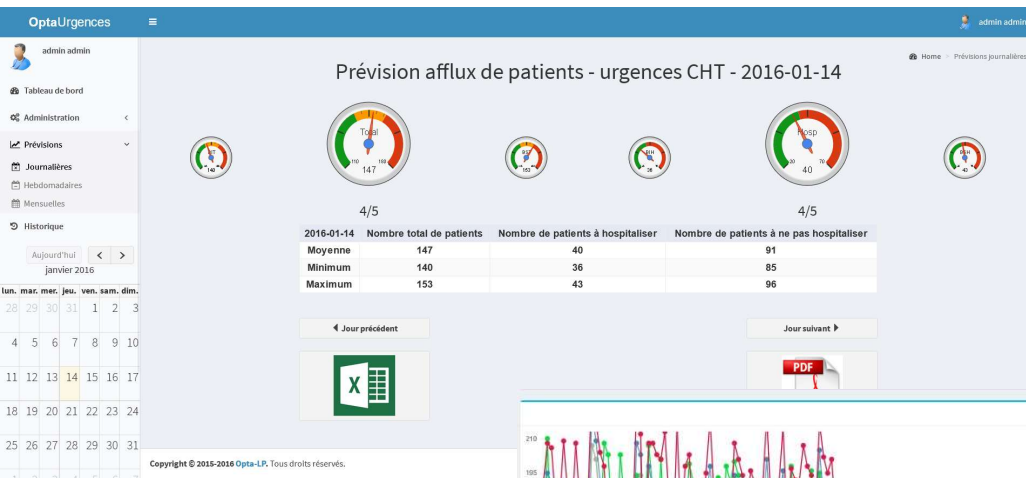 OptaUrgences
admin admin
admin admin
Home > Prévisions journalières
Tableau de bord
Administration
Prévisions
Journalières
Hebdomadaires
Mensuelles
Historique
Aujourd'hui
janvier 2016
lun. mar. mer. jeu. ven. sam. dim.
28 29 30 31 1 2 3
4 5 6 7 8 9 10
11 12 13 14 15 16 17
18 19 20 21 22 23 24
25 26 27 28 29 30 31
Prévision afflux de patients - urgences CHT - 2016-01-14
Total
147
153
36
Hosp
70
40
43
4/5
4/5
2016-01-14 Nombre total de patients Nombre de patients à hospitaliser Nombre de patients à ne pas hospitaliser
Moyenne 147 40 91
Minimum 140 36 85
Maximum 153 43 96
Jour précédent
Jour suivant
X
PDF
210
195
Copyright © 2015-2016 Opta-LP. Tous droits réservés.